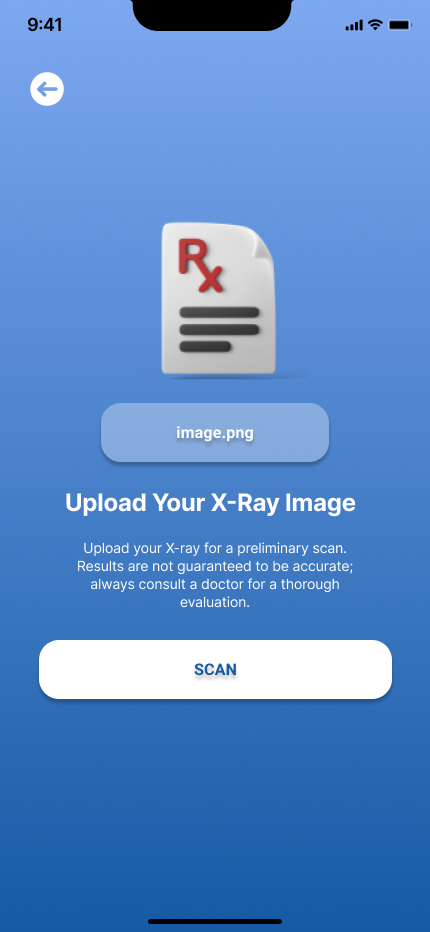 9:41
Rx
image.png
Upload Your X-Ray Image
Upload your X-ray for a preliminary scan.
Results are not guaranteed to be accurate;
always consult a doctor for a thorough
evaluation.
SCAN